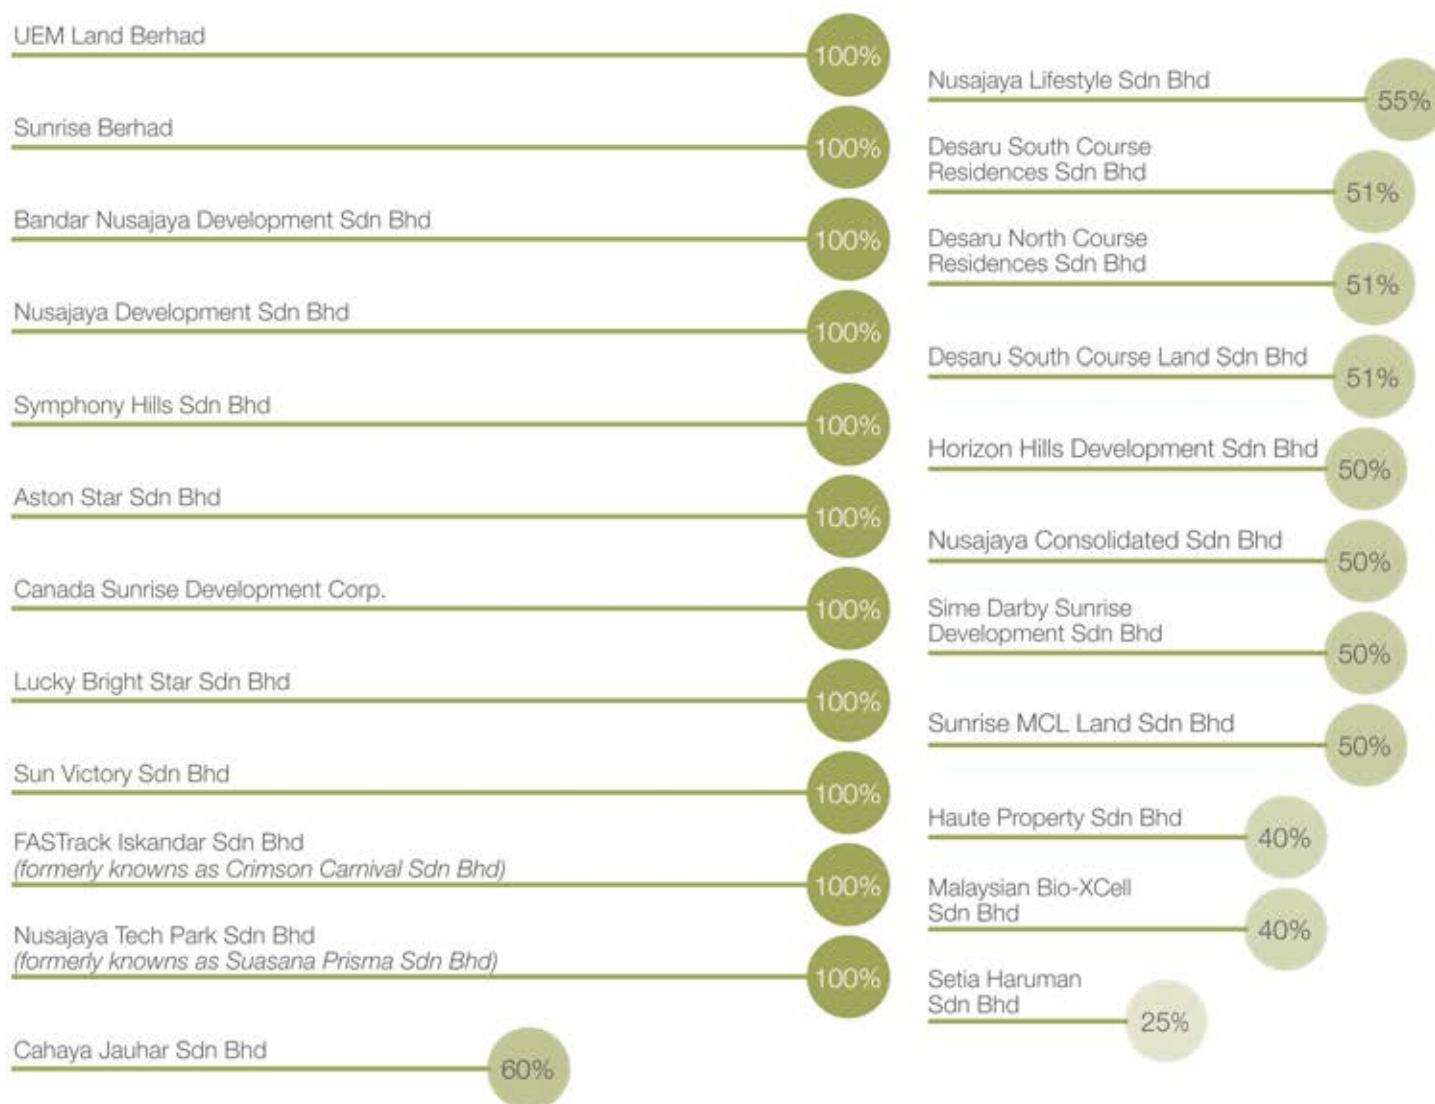 UEM Land Berhad
100%
Sunrise Berhad
100%
Bandar Nusajaya Development Sdn Bhd
100%
Nusajaya Development Sdn Bhd
100%
Symphony Hills Sdn Bhd
100%
Aston Star Sdn Bhd
100%
Canada Sunrise Development Corp.
100%
Lucky Bright Star Sdn Bhd
100%
Sun Victory Sdn Bhd
100%
FASTrack Iskandar Sdn Bhd
(formerly knowns as Crimson Carnival Sdn Bhd)
100%
Nusajaya Tech Park Sdn Bhd
(formerly knowns as Suasana Prisma Sdn Bhd)
100%
Cahaya Jauhar Sdn Bhd
60%
Nusajaya Lifestyle Sdn Bhd
55%
Desaru South Course
Residences Sdn Bhd
51%
Desaru North Course
Residences Sdn Bhd
51%
Desaru South Course Land Sdn Bhd
51%
Horizon Hills Development Sdn Bhd
50%
Nusajaya Consolidated Sdn Bhd
50%
Sime Darby Sunrise
Development Sdn Bhd
50%
Sunrise MCL Land Sdn Bhd
50%
Haute Property Sdn Bhd
40%
Malaysian Bio-XCell
Sdn Bhd
40%
Setia Haruman
Sdn Bhd
25%